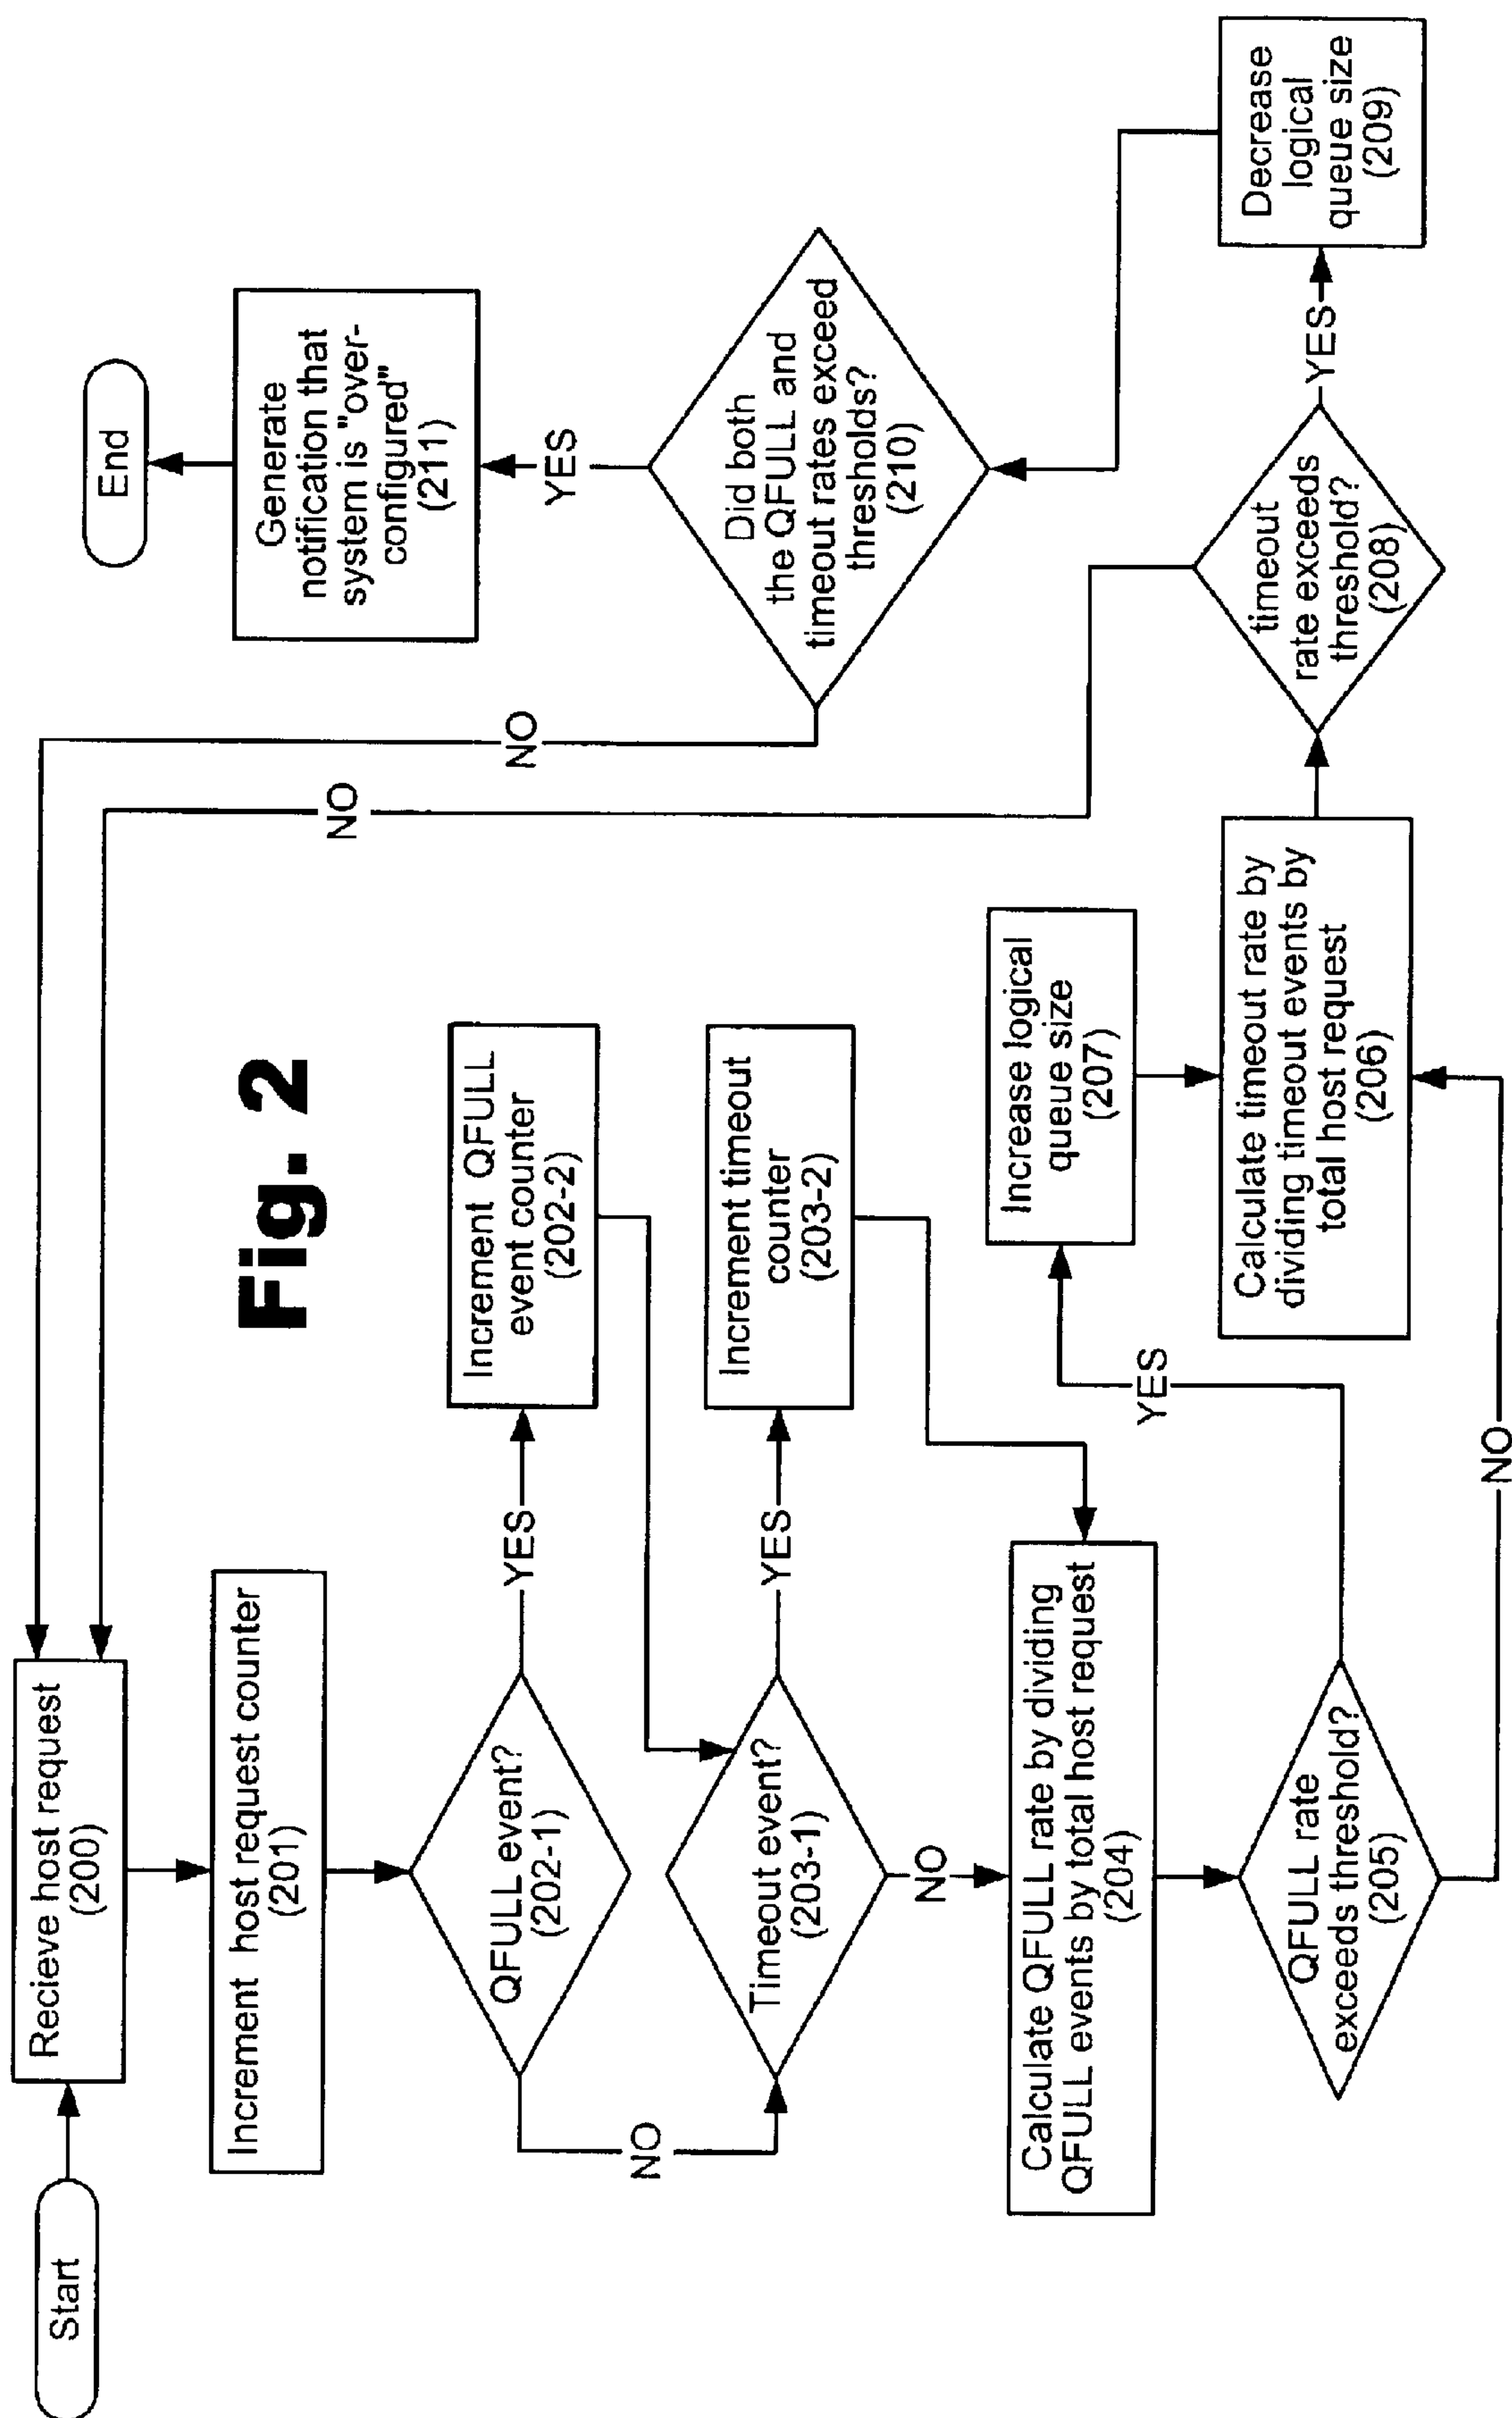 Fig. 2
Start
Recieve host request
(200)
Increment host request counter
(201)
QFULL event?
(202-1)
YES
Increment QFULL
event counter
(202-2)
NO
Timeout event?
(203-1)
YES
Increment timeout
counter
(203-2)
NO
Calculate QFULL rate by dividing
QFULL events by total host request
(204)
QFULL rate
exceeds threshold?
(205)
YES
Increase logical
queue size
(207)
NO
Calculate timeout rate by
dividing timeout events by
total host request
(206)
timeout
rate exceeds
threshold?
(208)
NO
YES
Decrease
logical
queue size
(209)
Did both
the QFULL and
timeout rates exceed
thresholds?
(210)
NO
YES
Generate
notification that
system is "over-
configured"
(211)
End